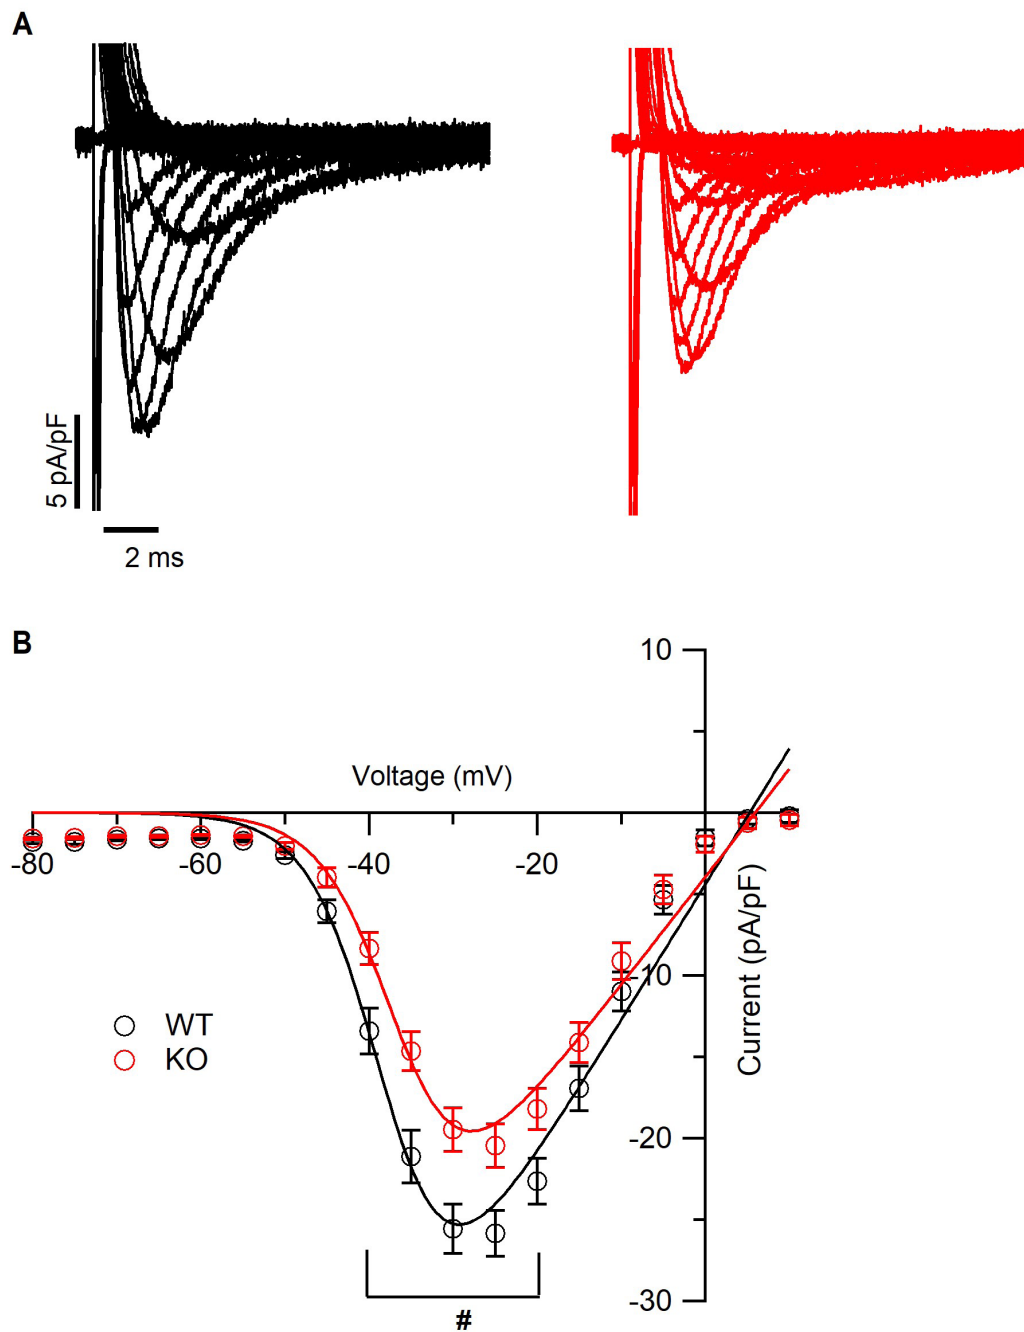 A
5 pA/pF
2 ms
B
10
Voltage (mV)
-80
-60
-40
-20
-10
Current (pA/pF)
WT
KO
-20
-30
#